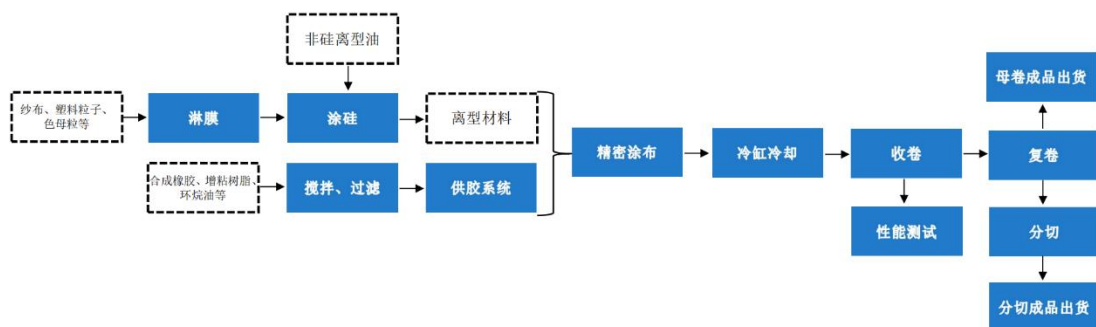 非硅离型油
纱布、塑料粒子、
色母粒等
淋膜
涂硅
离型材料
合成橡胶、增粘树脂、
环烷油等
搅拌、过滤
供胶系统
精密涂布
冷缸冷却
收卷
性能测试
母卷成品出货
复卷
分切
分切成品出货